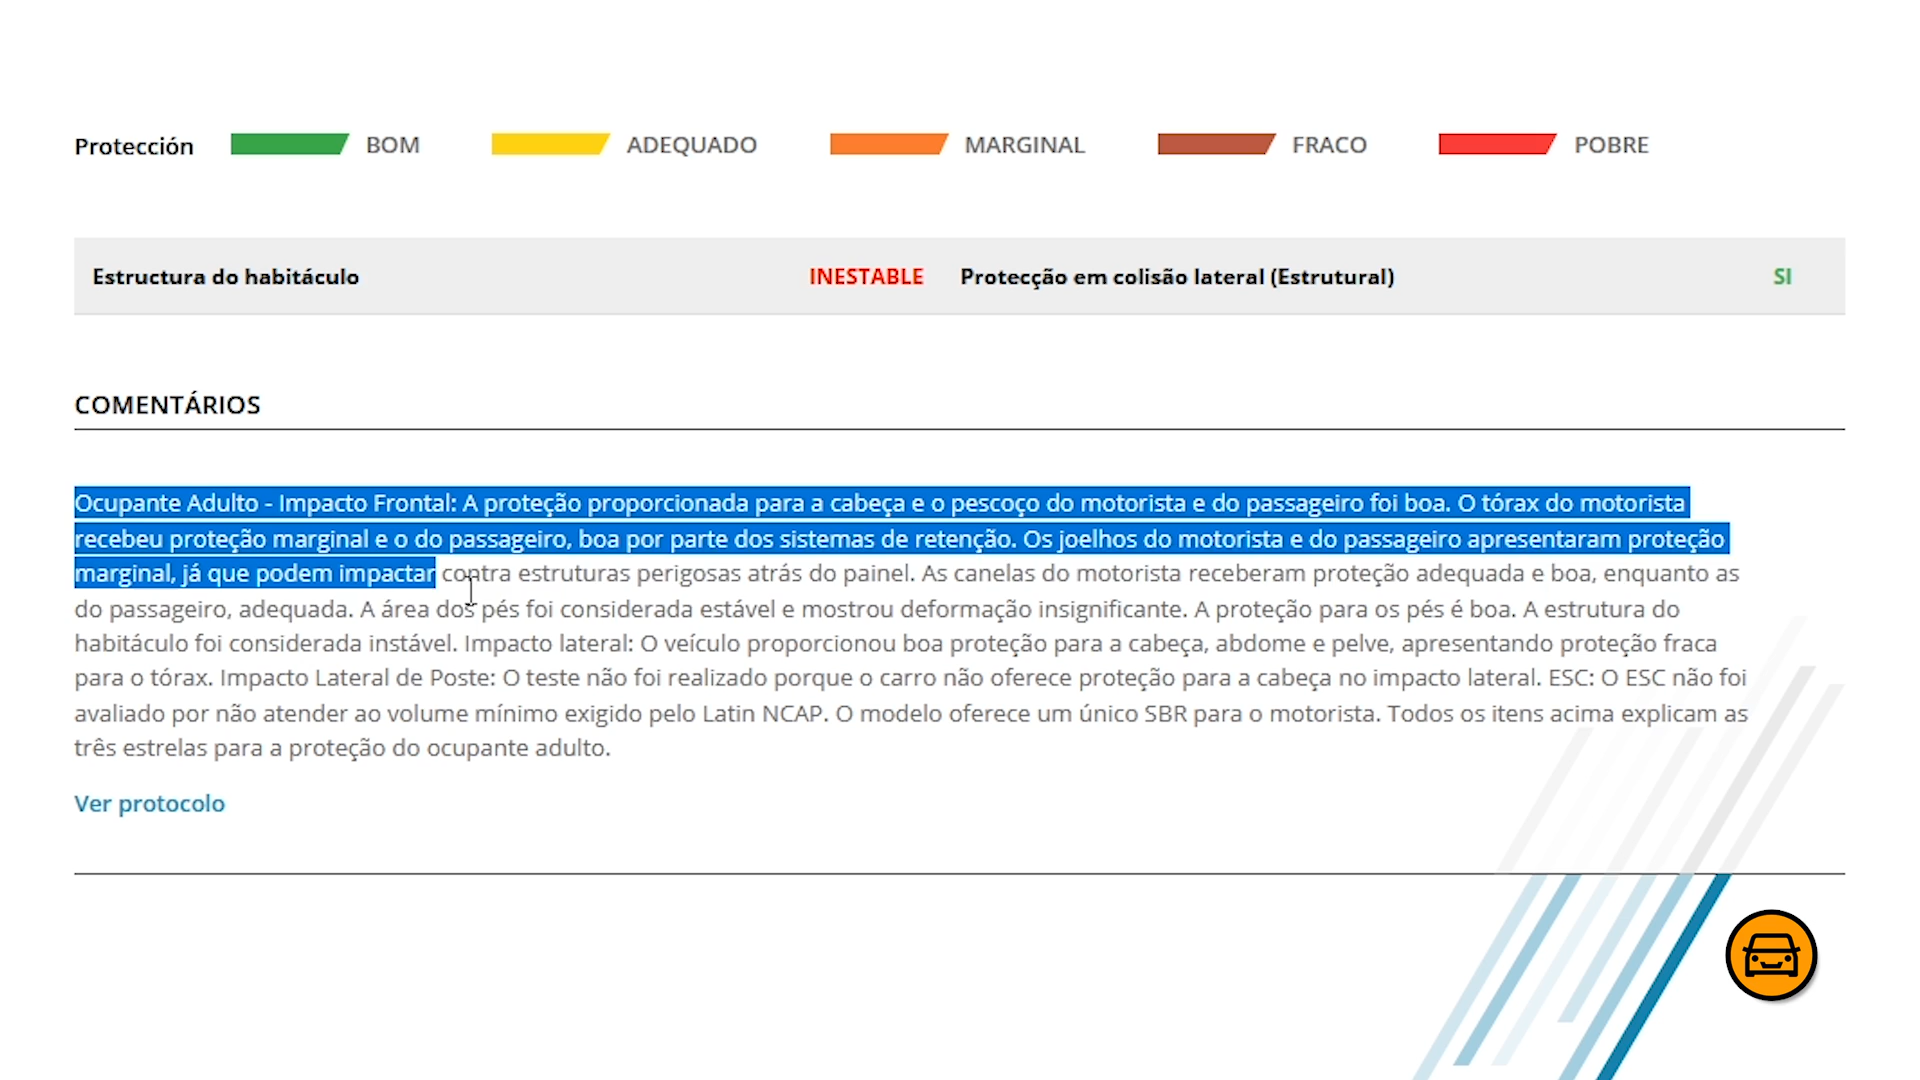 Protección BOM ADEQUADO MARGINAL FRACO POBRE
Estructura do habitáculo INESTABLE Protecção em colisão lateral (Estrutural) SI
COMENTÁRIOS
Ocupante Adulto - Impacto Frontal: A proteção proporcionada para a cabeça e o pescoço do motorista e do passageiro foi boa. O tórax do motorista
recebeu proteção marginal e o do passageiro, boa por parte dos sistemas de retenção. Os joelhos do motorista e do passageiro apresentaram proteção
marginal, já que podem impactar contra estruturas perigosas atrás do painel. As canelas do motorista receberam proteção adequada e boa, enquanto as
do passageiro, adequada. A área dos pés foi considerada estável e mostrou deformação insignificante. A proteção para os pés é boa. A estrutura do
habitáculo foi considerada instável. Impacto lateral: O veículo proporcionou boa proteção para a cabeça, abdome e pelve, apresentando proteção fraca
para o tórax. Impacto Lateral de Poste: O teste não foi realizado porque o carro não oferece proteção para a cabeça no impacto lateral. ESC: O ESC não foi
avaliado por não atender ao volume mínimo exigido pelo Latin NCAP. O modelo oferece um único SBR para o motorista. Todos os itens acima explicam as
três estrelas para a proteção do ocupante adulto.
Ver protocolo